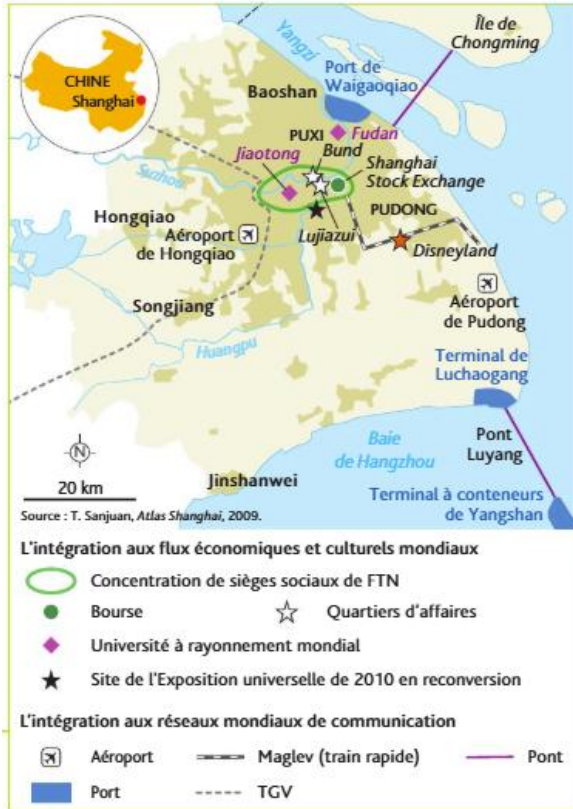 Île de
Chongming
Yangzi
CHINE
Shanghai
Port de
Waigaoqiao
Baoshan
PUXI
Fudan
Bund
Jiaotong
Shanghai
Stock Exchange
Suzhou
PUDONG
Hongqiao
Lujiazui
Aéroport
de Hongqiao
Disneyland
Songjiang
Aéroport
de Pudong
Huangpu
Terminal de
Luchaogang
Baie
de Hangzhou
Pont
Luyang
N
Jinshanwei
20 km
Terminal à conteneurs
de Yangshan
Source : T. Sanjuan, Atlas Shanghai, 2009.
L'intégration aux flux économiques et culturels mondiaux
Concentration de sièges sociaux de FTN
Bourse
Quartiers d'affaires
Université à rayonnement mondial
Site de l'Exposition universelle de 2010 en reconversion
L'intégration aux réseaux mondiaux de communication
Aéroport
Maglev (train rapide)
Pont
Port
TGV